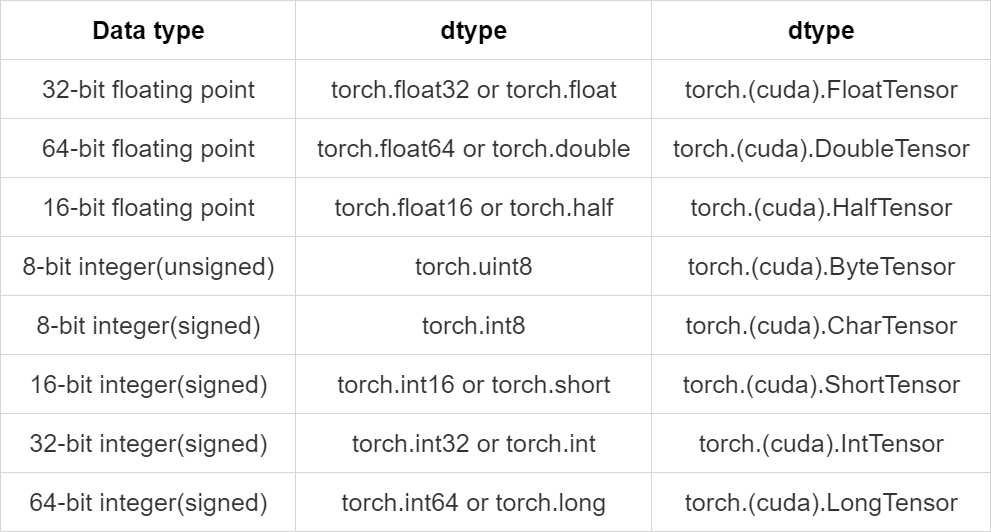 Data type dtype dtype
32-bit floating point torch.float32 or torch.float torch.(cuda).FloatTensor
64-bit floating point torch.float64 or torch.double torch.(cuda).DoubleTensor
16-bit floating point torch.float16 or torch.half torch.(cuda).HalfTensor
8-bit integer(unsigned) torch.uint8 torch.(cuda).ByteTensor
8-bit integer(signed) torch.int8 torch.(cuda).CharTensor
16-bit integer(signed) torch.int16 or torch.short torch.(cuda).ShortTensor
32-bit integer(signed) torch.int32 or torch.int torch.(cuda).IntTensor
64-bit integer(signed) torch.int64 or torch.long torch.(cuda).LongTensor